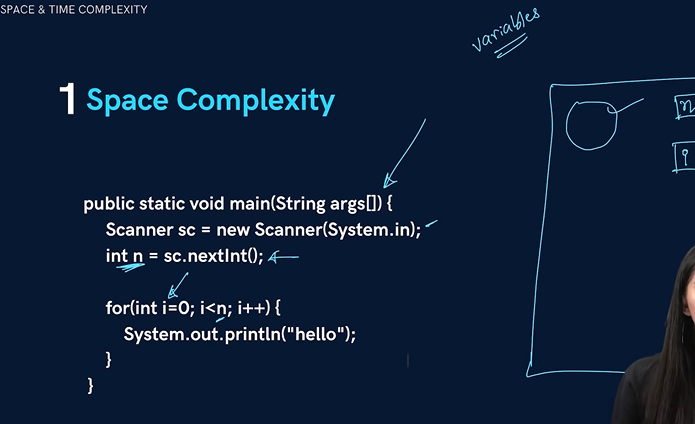 SPACE & TIME COMPLEXITY
variables
1 Space Complexity
n
i
public static void main(String args[]) {
Scanner sc = new Scanner(System.in);
int n = sc.nextInt();
for(int i=0; i<n; i++) {
System.out.println("hello");
}
}